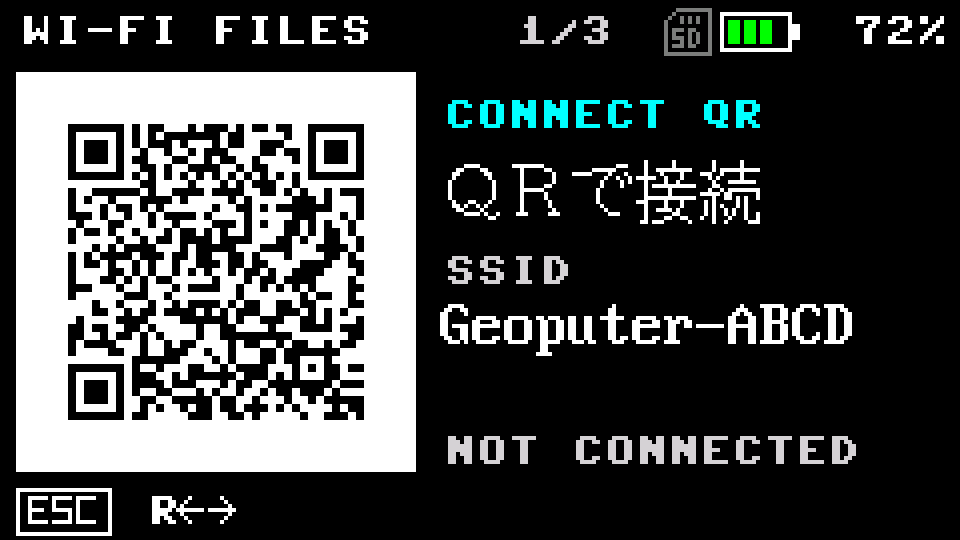 WI-FI FILES 1/3 SD 72%
CONNECT QR
QRで接続
SSID
Geoputer-ABCD
NOT CONNECTED
ESC R←→